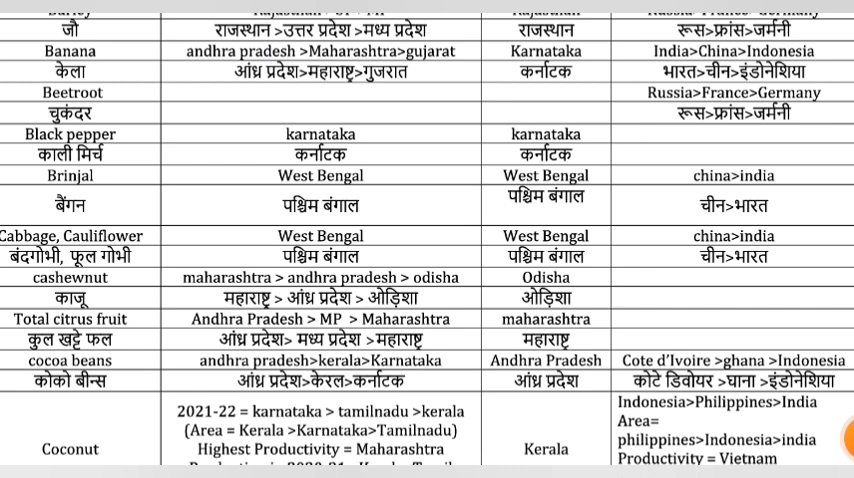 जौ राजस्थान >उत्तर प्रदेश >मध्य प्रदेश राजस्थान रूस>फ्रांस>जर्मनी
Banana andhra pradesh >Maharashtra>gujarat Karnataka India>China>Indonesia
केला आंध्र प्रदेश>महाराष्ट्र>गुजरात कर्नाटक भारत>चीन>इंडोनेशिया
Beetroot Russia>France>Germany
चुकंदर रूस>फ्रांस>जर्मनी
Black pepper karnataka karnataka
काली मिर्च कर्नाटक कर्नाटक
Brinjal West Bengal West Bengal china>india
बैंगन पश्चिम बंगाल पश्चिम बंगाल चीन>भारत
Cabbage, Cauliflower West Bengal West Bengal china>india
बंदगोभी, फूल गोभी पश्चिम बंगाल पश्चिम बंगाल चीन>भारत
cashewnut maharashtra > andhra pradesh > odisha Odisha
काजू महाराष्ट्र > आंध्र प्रदेश > ओड़िशा ओड़िशा
Total citrus fruit Andhra Pradesh > MP > Maharashtra maharashtra
कुल खट्टे फल आंध्र प्रदेश> मध्य प्रदेश >महाराष्ट्र महाराष्ट्र
cocoa beans andhra pradesh>kerala>Karnataka Andhra Pradesh Cote d'Ivoire >ghana >Indonesia
कोको बीन्स आंध्र प्रदेश>केरल>कर्नाटक आंध्र प्रदेश कोटे डिवोयर >घाना >इंडोनेशिया
Coconut
2021-22 = karnataka > tamilnadu >kerala
(Area = Kerala >Karnataka>Tamilnadu)
Highest Productivity = Maharashtra
Kerala
Indonesia>Philippines>India
Area=
philippines>Indonesia>india
Productivity = Vietnam